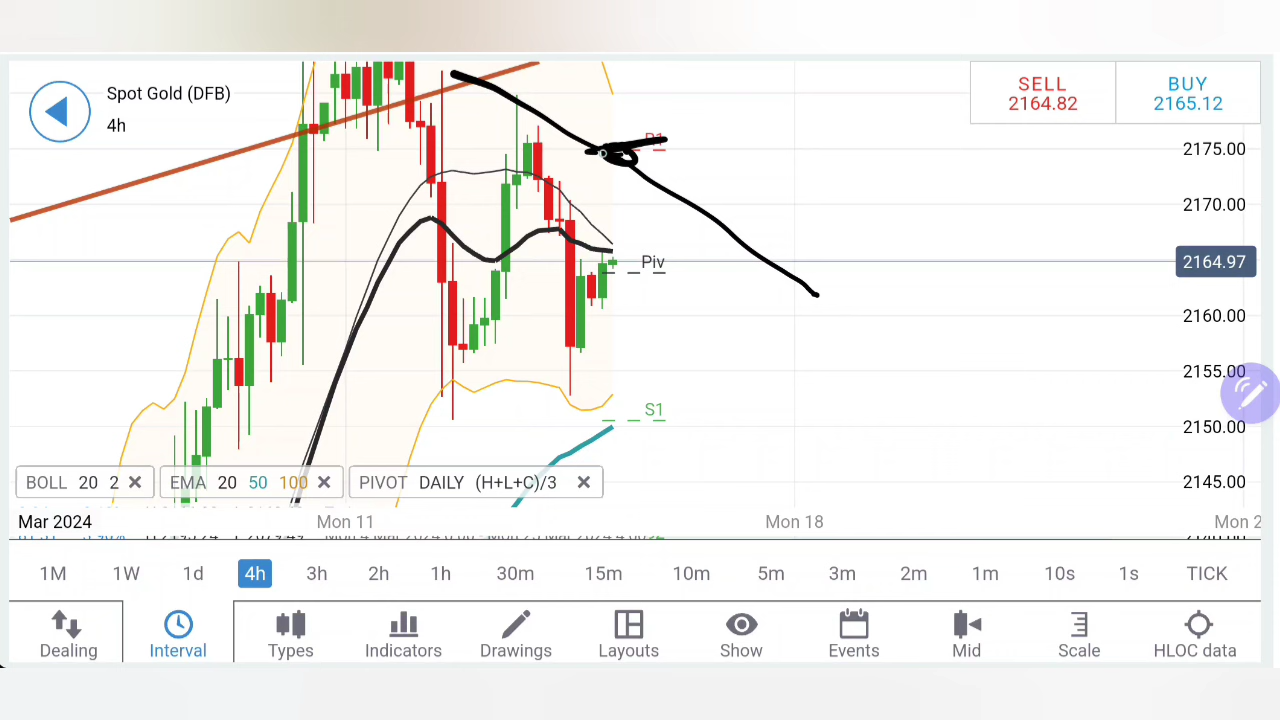 Spot Gold (DFB)
4h
SELL
2164.82
BUY
2165.12
R1
2175.00
2170.00
Piv
2164.97
2160.00
2155.00
S1
2150.00
BOLL 20 2 ×
EMA 20 50 100 ×
PIVOT DAILY (H+L+C)/3 ×
2145.00
Mar 2024
Mon 11
Mon 18
Mon 2
1M 1W 1d 4h 3h 2h 1h 30m 15m 10m 5m 3m 2m 1m 10s 1s TICK
Dealing Interval Types Indicators Drawings Layouts Show Events Mid Scale HLOC data